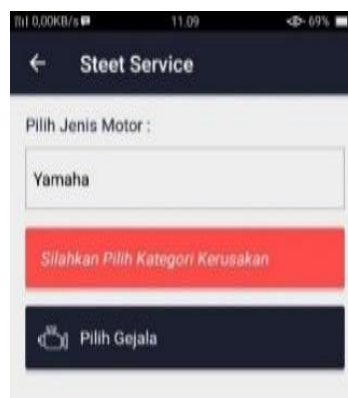 0,00KB/s 11.09 69%
Steet Service
Pilih Jenis Motor :
Yamaha
Silahkan Pilih Kategori Kerusakan
Pilih Gejala